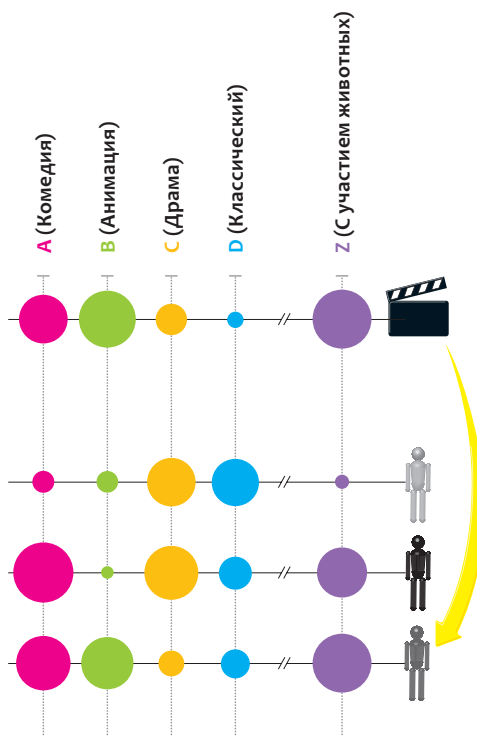 A (Комедия)
B (Анимация)
C (Драма)
D (Классический)
Z (С участием животных)